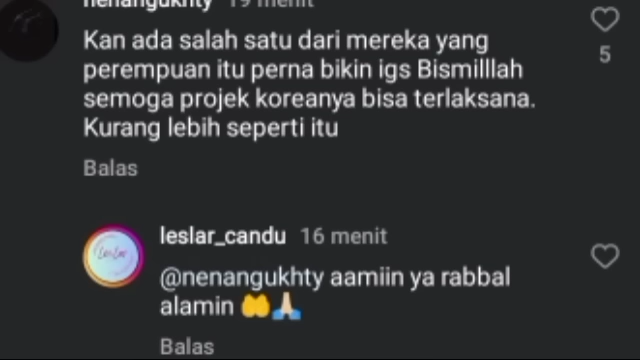 nenangukhty 19 menit
Kan ada salah satu dari mereka yang
perempuan itu perna bikin igs Bismilllah
semoga projek koreanya bisa terlaksana.
Kurang lebih seperti itu
5
Balas
LesLar
leslar_candu 16 menit
@nenangukhty aamiin ya rabbal
alamin 🤲🙏🏻
Balas